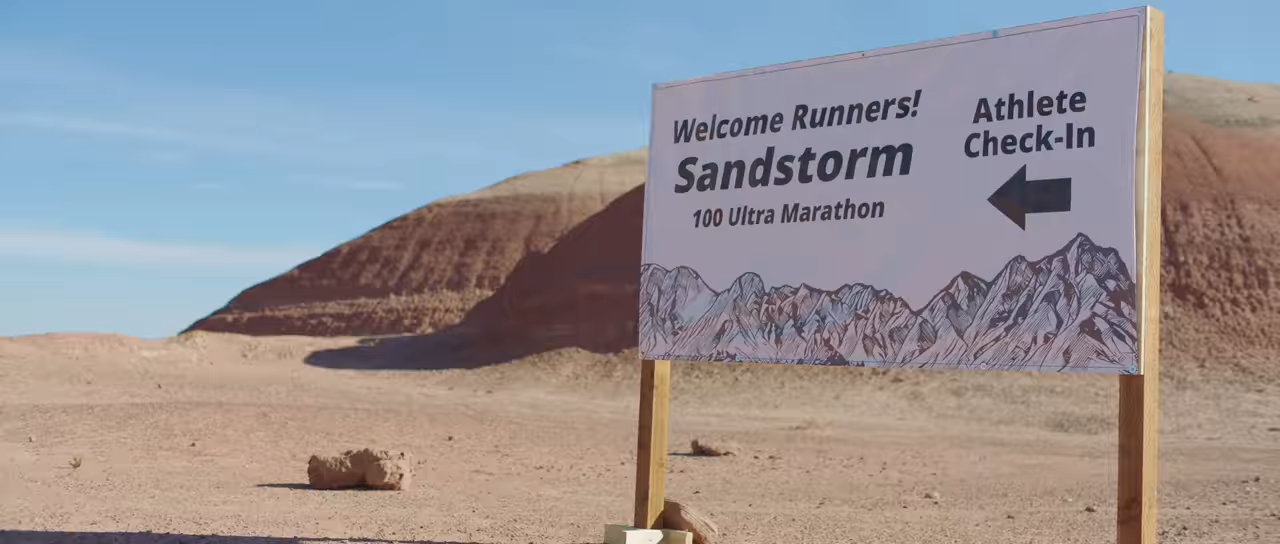 Welcome Runners!
Sandstorm
100 Ultra Marathon
Athlete
Check-In